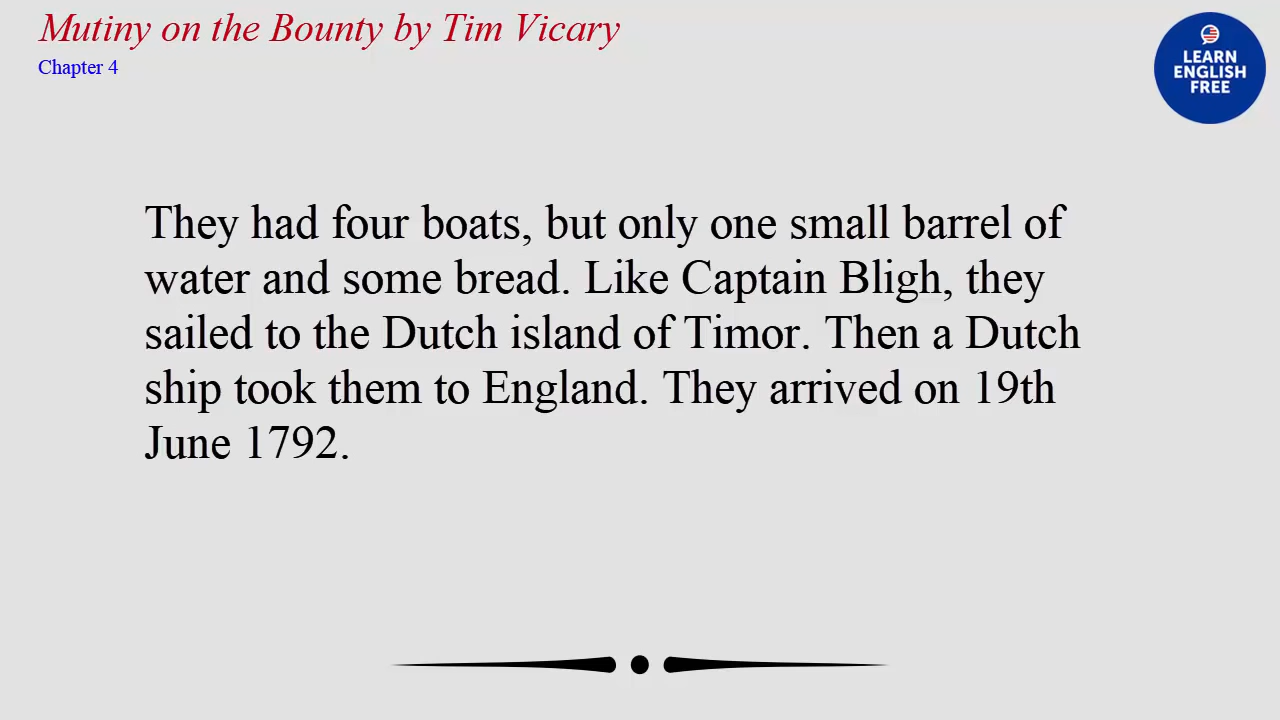 Mutiny on the Bounty by Tim Vicary
Chapter 4
LEARN
ENGLISH
FREE
They had four boats, but only one small barrel of
water and some bread. Like Captain Bligh, they
sailed to the Dutch island of Timor. Then a Dutch
ship took them to England. They arrived on 19th
June 1792.